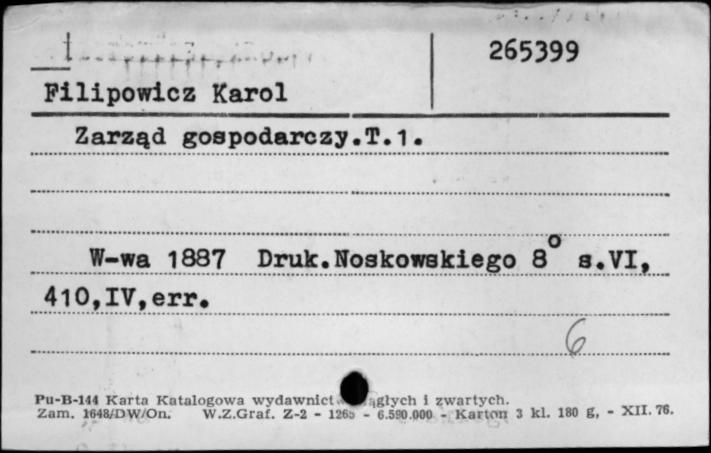 I
265399
Filipowicz Karol
Zarząd gospodarczy.T.1.
W-wa 1887 Druk.Noskowskiego 8° s.VI,
410,IV,err.
6
Pu-B-144 Karta Katalogowa wydawnict głych i zwartych.
Zam. 1648/DW/On. W.Z.Graf. Z-2 - - 6.590.000 - Karton 3 kl. 180 g, - XII. 76.